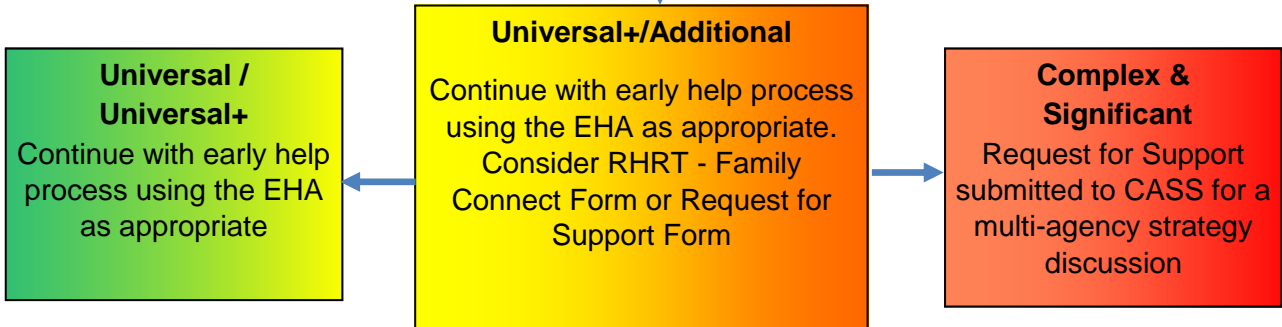 Universal /
Universal+
Continue with early help
process using the EHA
as appropriate
Universal+/Additional
Continue with early help process
using the EHA as appropriate.
Consider RHRT - Family
Connect Form or Request for
Support Form
Complex &
Significant
Request for Support
submitted to CASS for a
multi-agency strategy
discussion